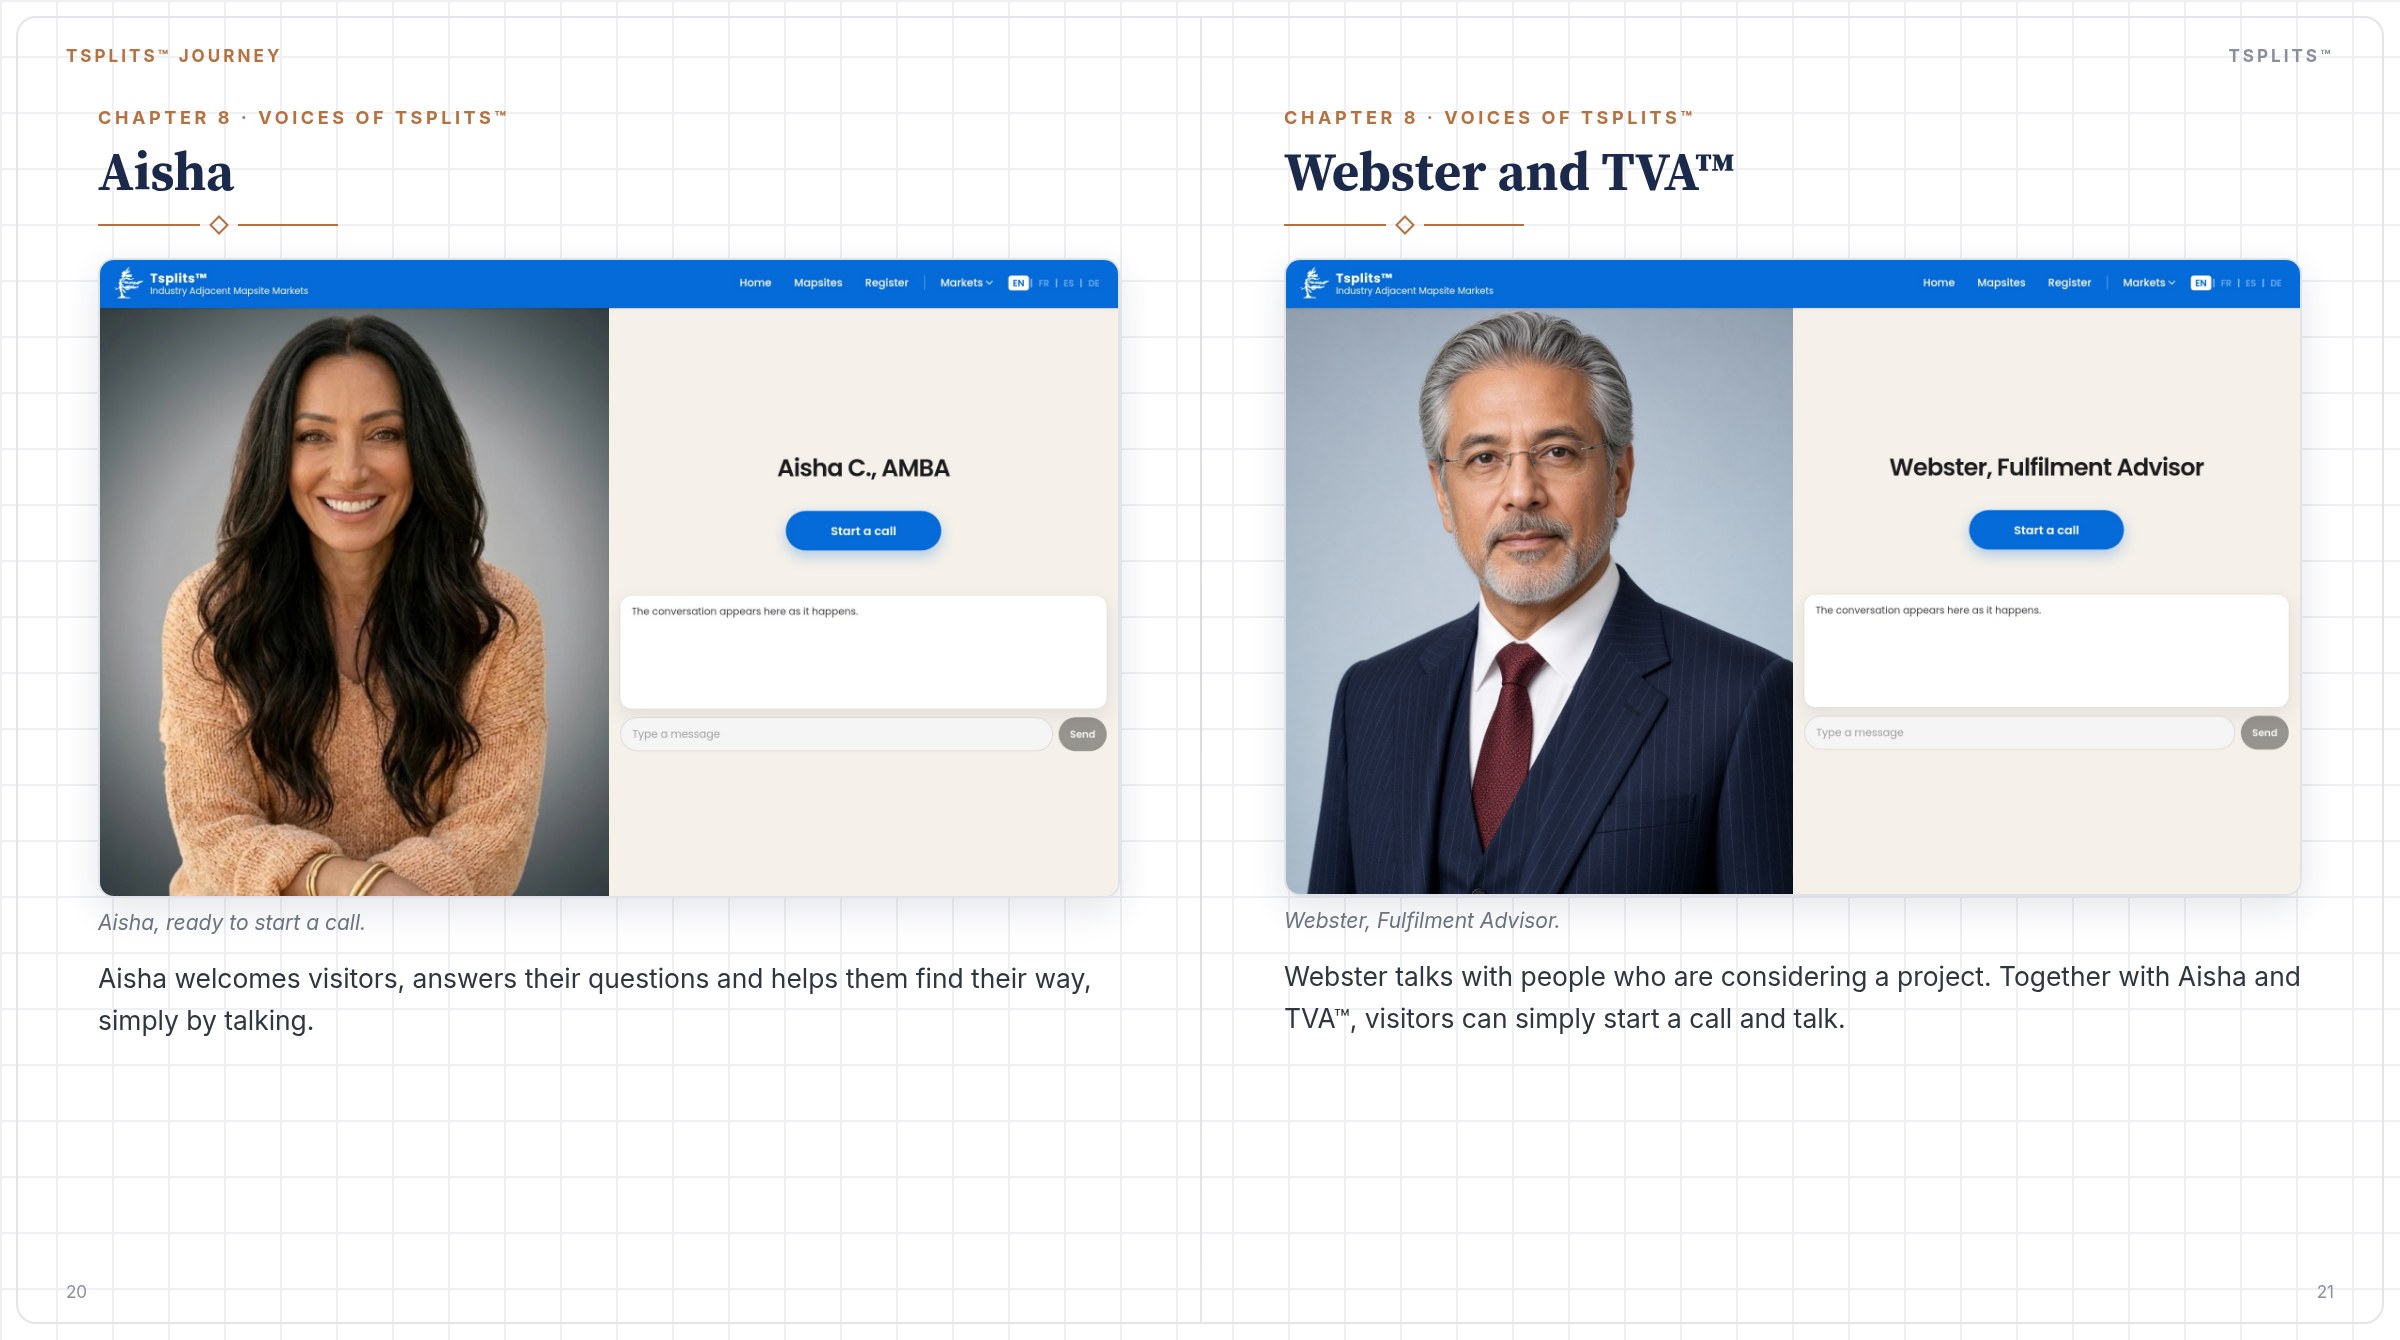 TSPLITS™ JOURNEY
TSPLITS™
CHAPTER 8 · VOICES OF TSPLITS™
Aisha
Tsplits™
Industry Adjacent Mapsite Markets
Home Mapsites Register | Markets EN | FR | ES | DE
Aisha C., AMBA
Start a call
The conversation appears here as it happens.
Type a message
Send
Aisha, ready to start a call.
Aisha welcomes visitors, answers their questions and helps them find their way,
simply by talking.
20
CHAPTER 8 · VOICES OF TSPLITS™
Webster and TVA™
Tsplits™
Industry Adjacent Mapsite Markets
Home Mapsites Register | Markets EN | FR | ES | DE
Webster, Fulfilment Advisor
Start a call
The conversation appears here as it happens.
Type a message
Send
Webster, Fulfilment Advisor.
Webster talks with people who are considering a project. Together with Aisha and
TVA™, visitors can simply start a call and talk.
21